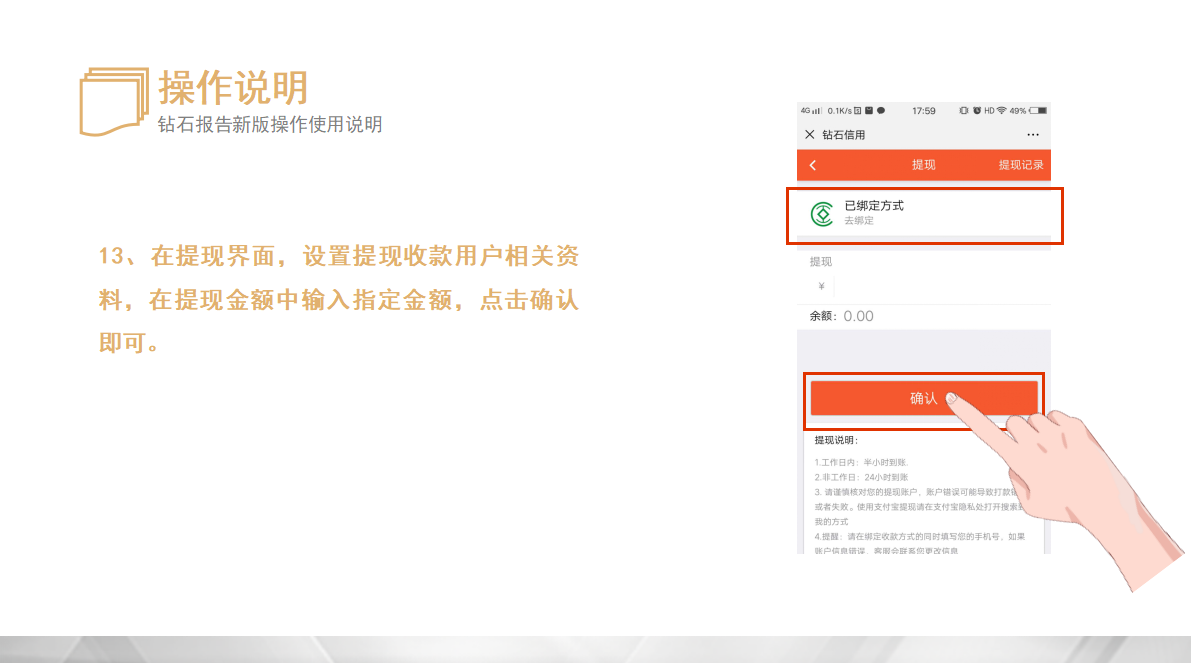 操作说明
钻石报告新版操作使用说明
13、在提现界面，设置提现收款用户相关资
料，在提现金额中输入指定金额，点击确认
即可。
4G 0.1K/s 17:59 HD 49%
钻石信用
提现 提现记录
已绑定方式
去绑定
提现
¥
余额：0.00
确认
提现说明：
1.工作日内：半小时到账.
2.非工作日：24小时到账
3. 请谨慎核对您的提现账户，账户错误可能导致打款
或者失败。使用支付宝提现请在支付宝隐私处打开搜索
我的方式
4.提醒：请在绑定收款方式的同时填写您的手机号，如果
账户信息错误，客服会联系您更改信息